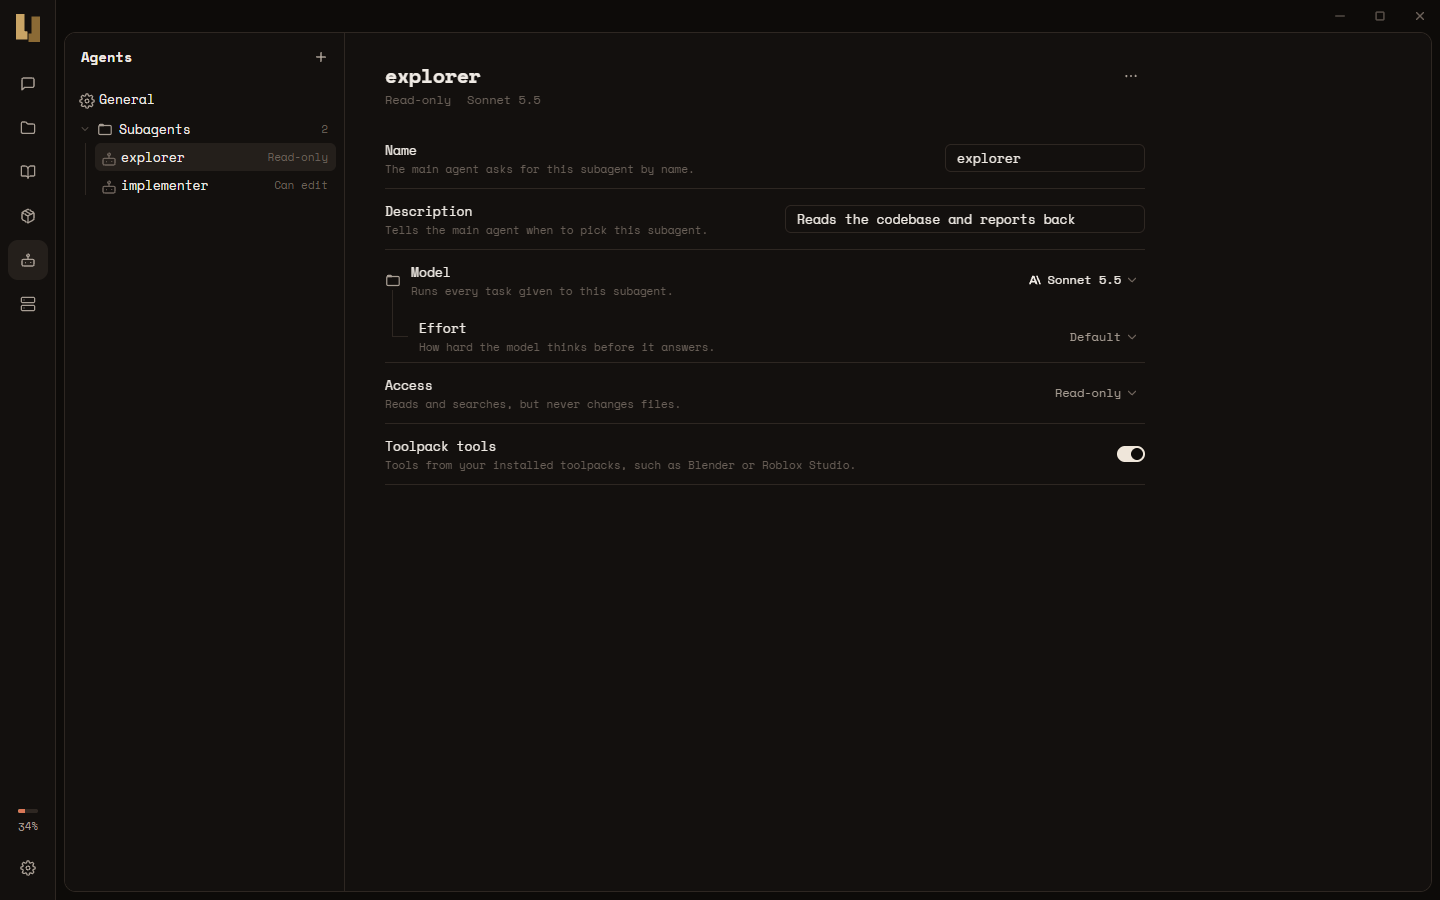 Agents
General
Subagents 2
explorer Read-only
implementer Can edit
34%
explorer
Read-only Sonnet 5.5
Name
The main agent asks for this subagent by name.
explorer
Description
Tells the main agent when to pick this subagent.
Reads the codebase and reports back
Model
Runs every task given to this subagent.
Sonnet 5.5
Effort
How hard the model thinks before it answers.
Default
Access
Reads and searches, but never changes files.
Read-only
Toolpack tools
Tools from your installed toolpacks, such as Blender or Roblox Studio.